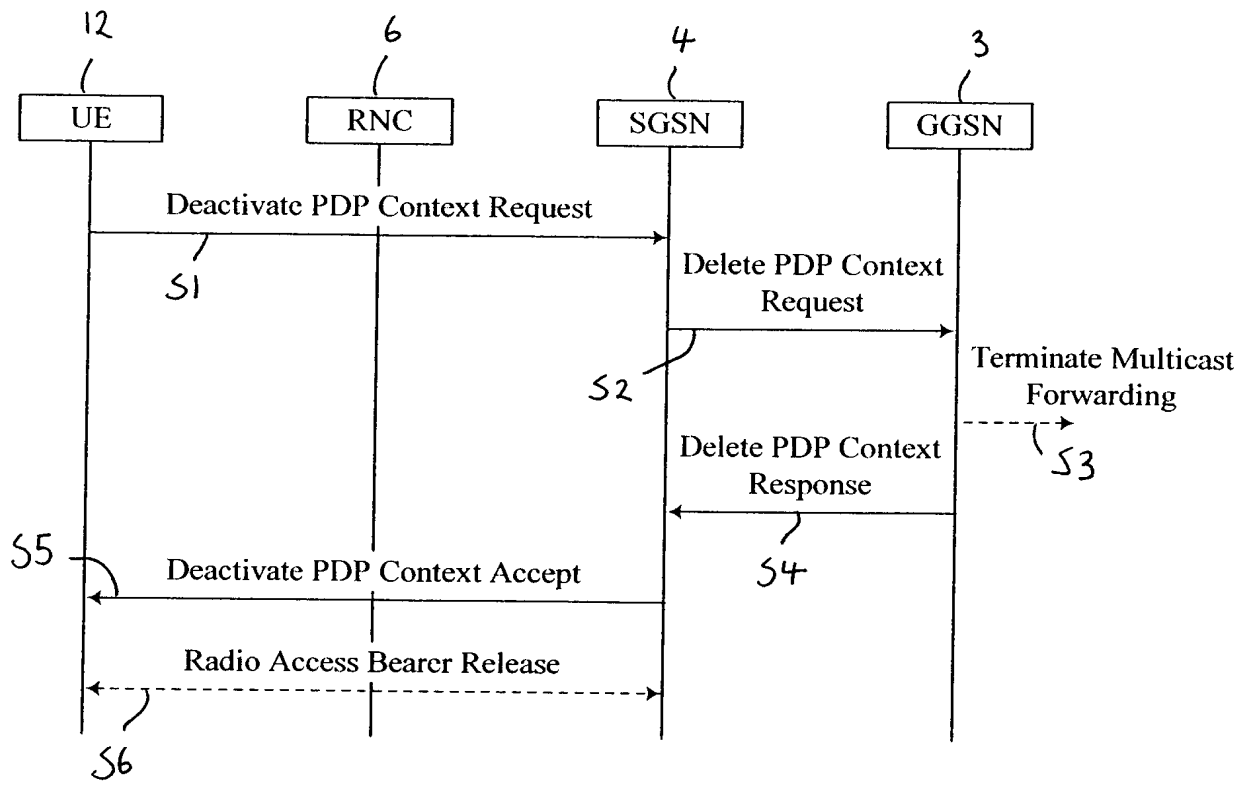 12
6
4
3
UE
RNC
SGSN
GGSN
Deactivate PDP Context Request
S1
Delete PDP Context
Request
S2
Terminate Multicast
Forwarding
S3
Delete PDP Context
Response
S4
S5
Deactivate PDP Context Accept
Radio Access Bearer Release
S6